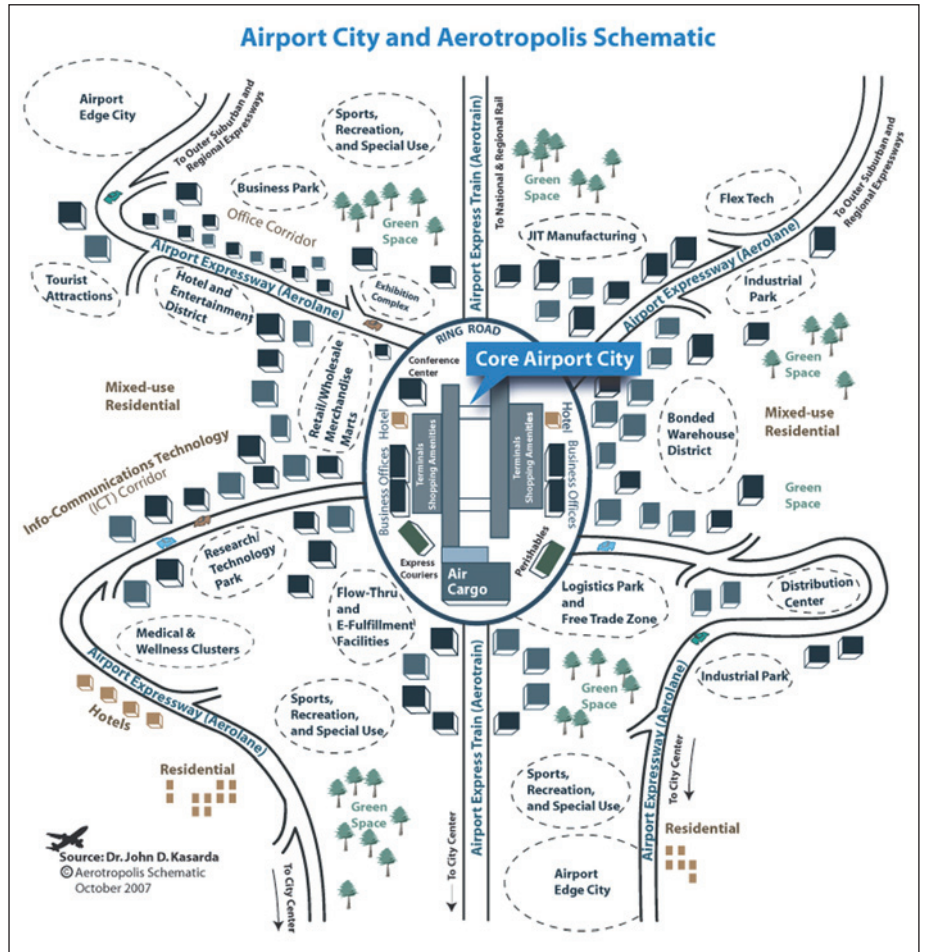 Airport City and Aerotropolis Schematic
Airport
Edge City
To Outer Suburban and
Regional Expressways
Sports,
Recreation,
and Special Use
Airport Express Train (Aerotrain)
To National & Regional Rail
Green
Space
Flex Tech
To Outer Suburban and
Regional Expressways
Business Park
Office Corridor
Green
Space
JIT Manufacturing
Airport Expressway (Aerolane)
Airport Expressway (Aerolane)
Tourist
Attractions
Hotel and
Entertainment
District
Exhibition
Complex
Industrial
Park
Green
Space
RING ROAD
Core Airport City
Conference
Center
Mixed-use
Residential
Retail/Wholesale
Merchandise
Marts
Hotel
Terminals
Shopping Amenities
Terminals
Shopping Amenities
Hotel
Bonded
Warehouse
District
Mixed-use
Residential
Info-Communications Technology
(ICT) Corridor
Business Offices
Business Offices
Green
Space
Research/
Technology
Park
Express
Couriers
Air
Cargo
Perishables
Flow-Thru
and
E-Fulfillment
Facilities
Logistics Park
and
Free Trade Zone
Distribution
Center
Medical &
Wellness Clusters
Airport Expressway (Aerolane)
Hotels
Sports,
Recreation,
and Special Use
Airport Express Train (Aerotrain)
Green
Space
Industrial Park
Airport Expressway (Aerolane)
To City Center
Residential
Green
Space
Sports,
Recreation,
and Special Use
Residential
To City Center
To City Center
Airport
Edge City
Source: Dr. John D. Kasarda
© Aerotropolis Schematic
October 2007